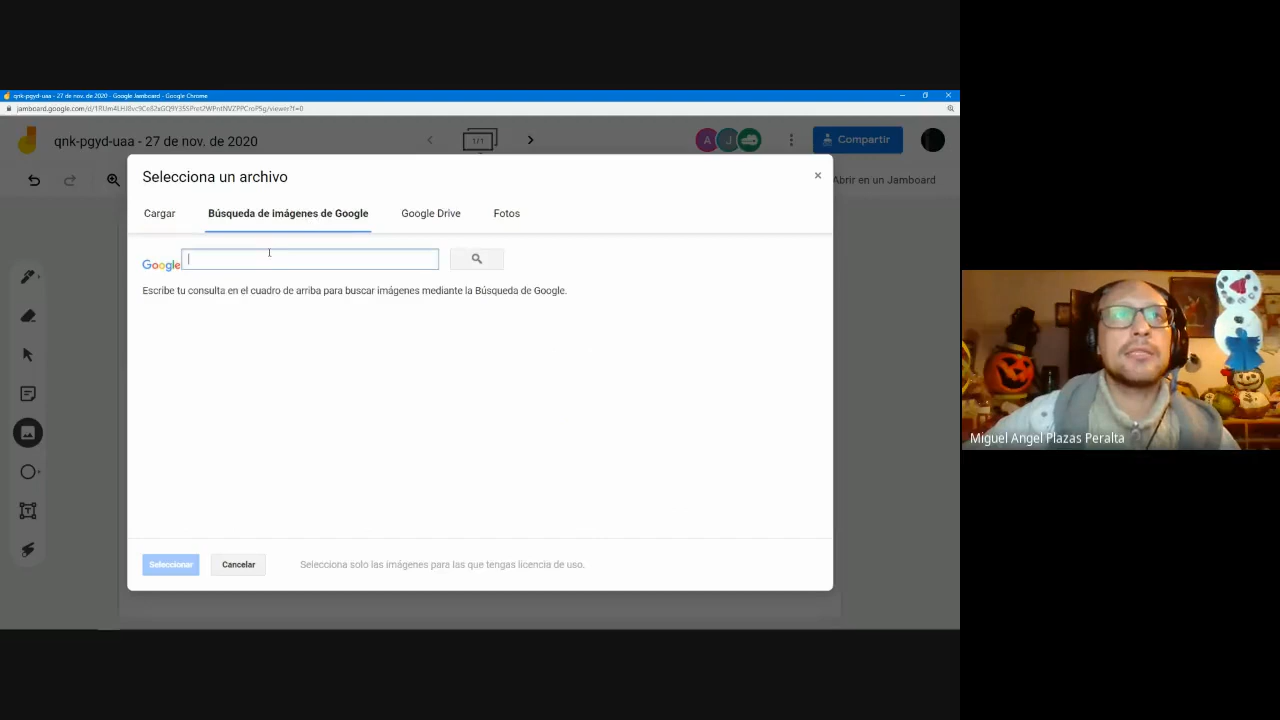 qnk-pgyd-uaa - 27 de nov. de 2020 - Google Jamboard - Google Chrome
qnk-pgyd-uaa - 27 de nov. de 2020
1/1
A
J
Compartir
Selecciona un archivo
Abrir en un Jamboard
Cargar
Búsqueda de imágenes de Google
Google Drive
Fotos
Google
Escribe tu consulta en el cuadro de arriba para buscar imágenes mediante la Búsqueda de Google.
Miguel Angel Plazas Peralta
Seleccionar
Cancelar
Selecciona solo las imágenes para las que tengas licencia de uso.